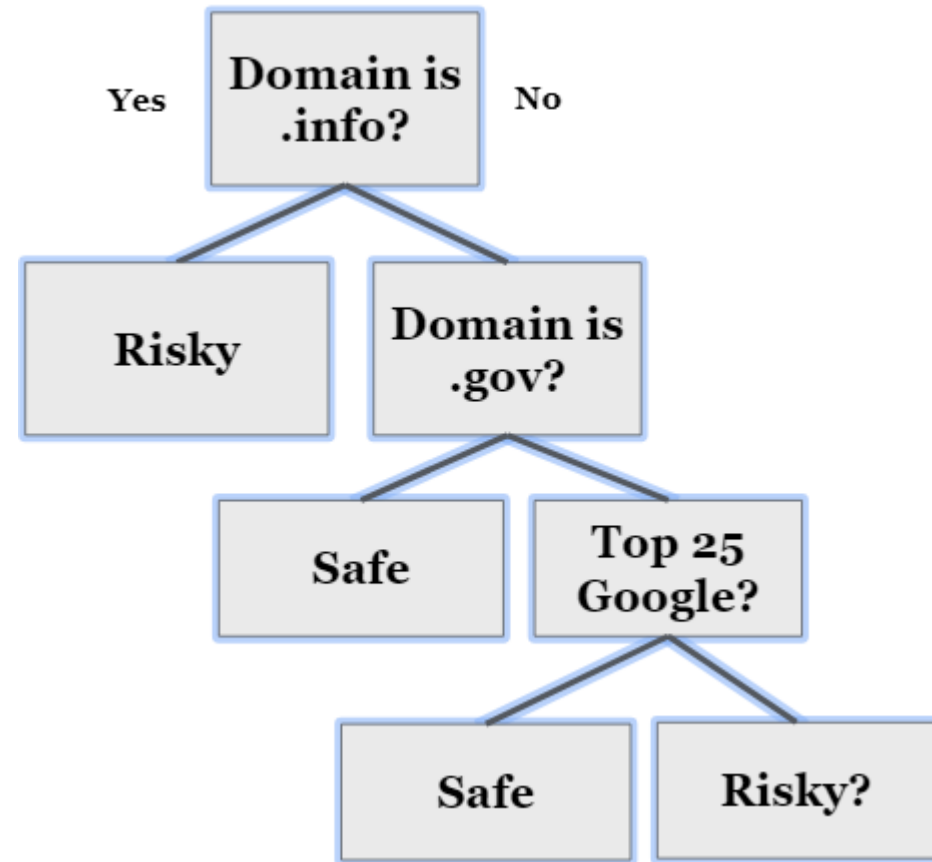 Yes
Domain is
.info?
No
Risky
Domain is
.gov?
Safe
Top 25
Google?
Safe
Risky?